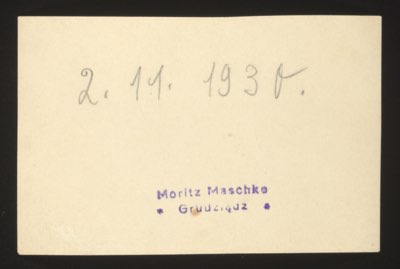 2. 11. 1930.
Moritz Maschke
* Grudziądz *